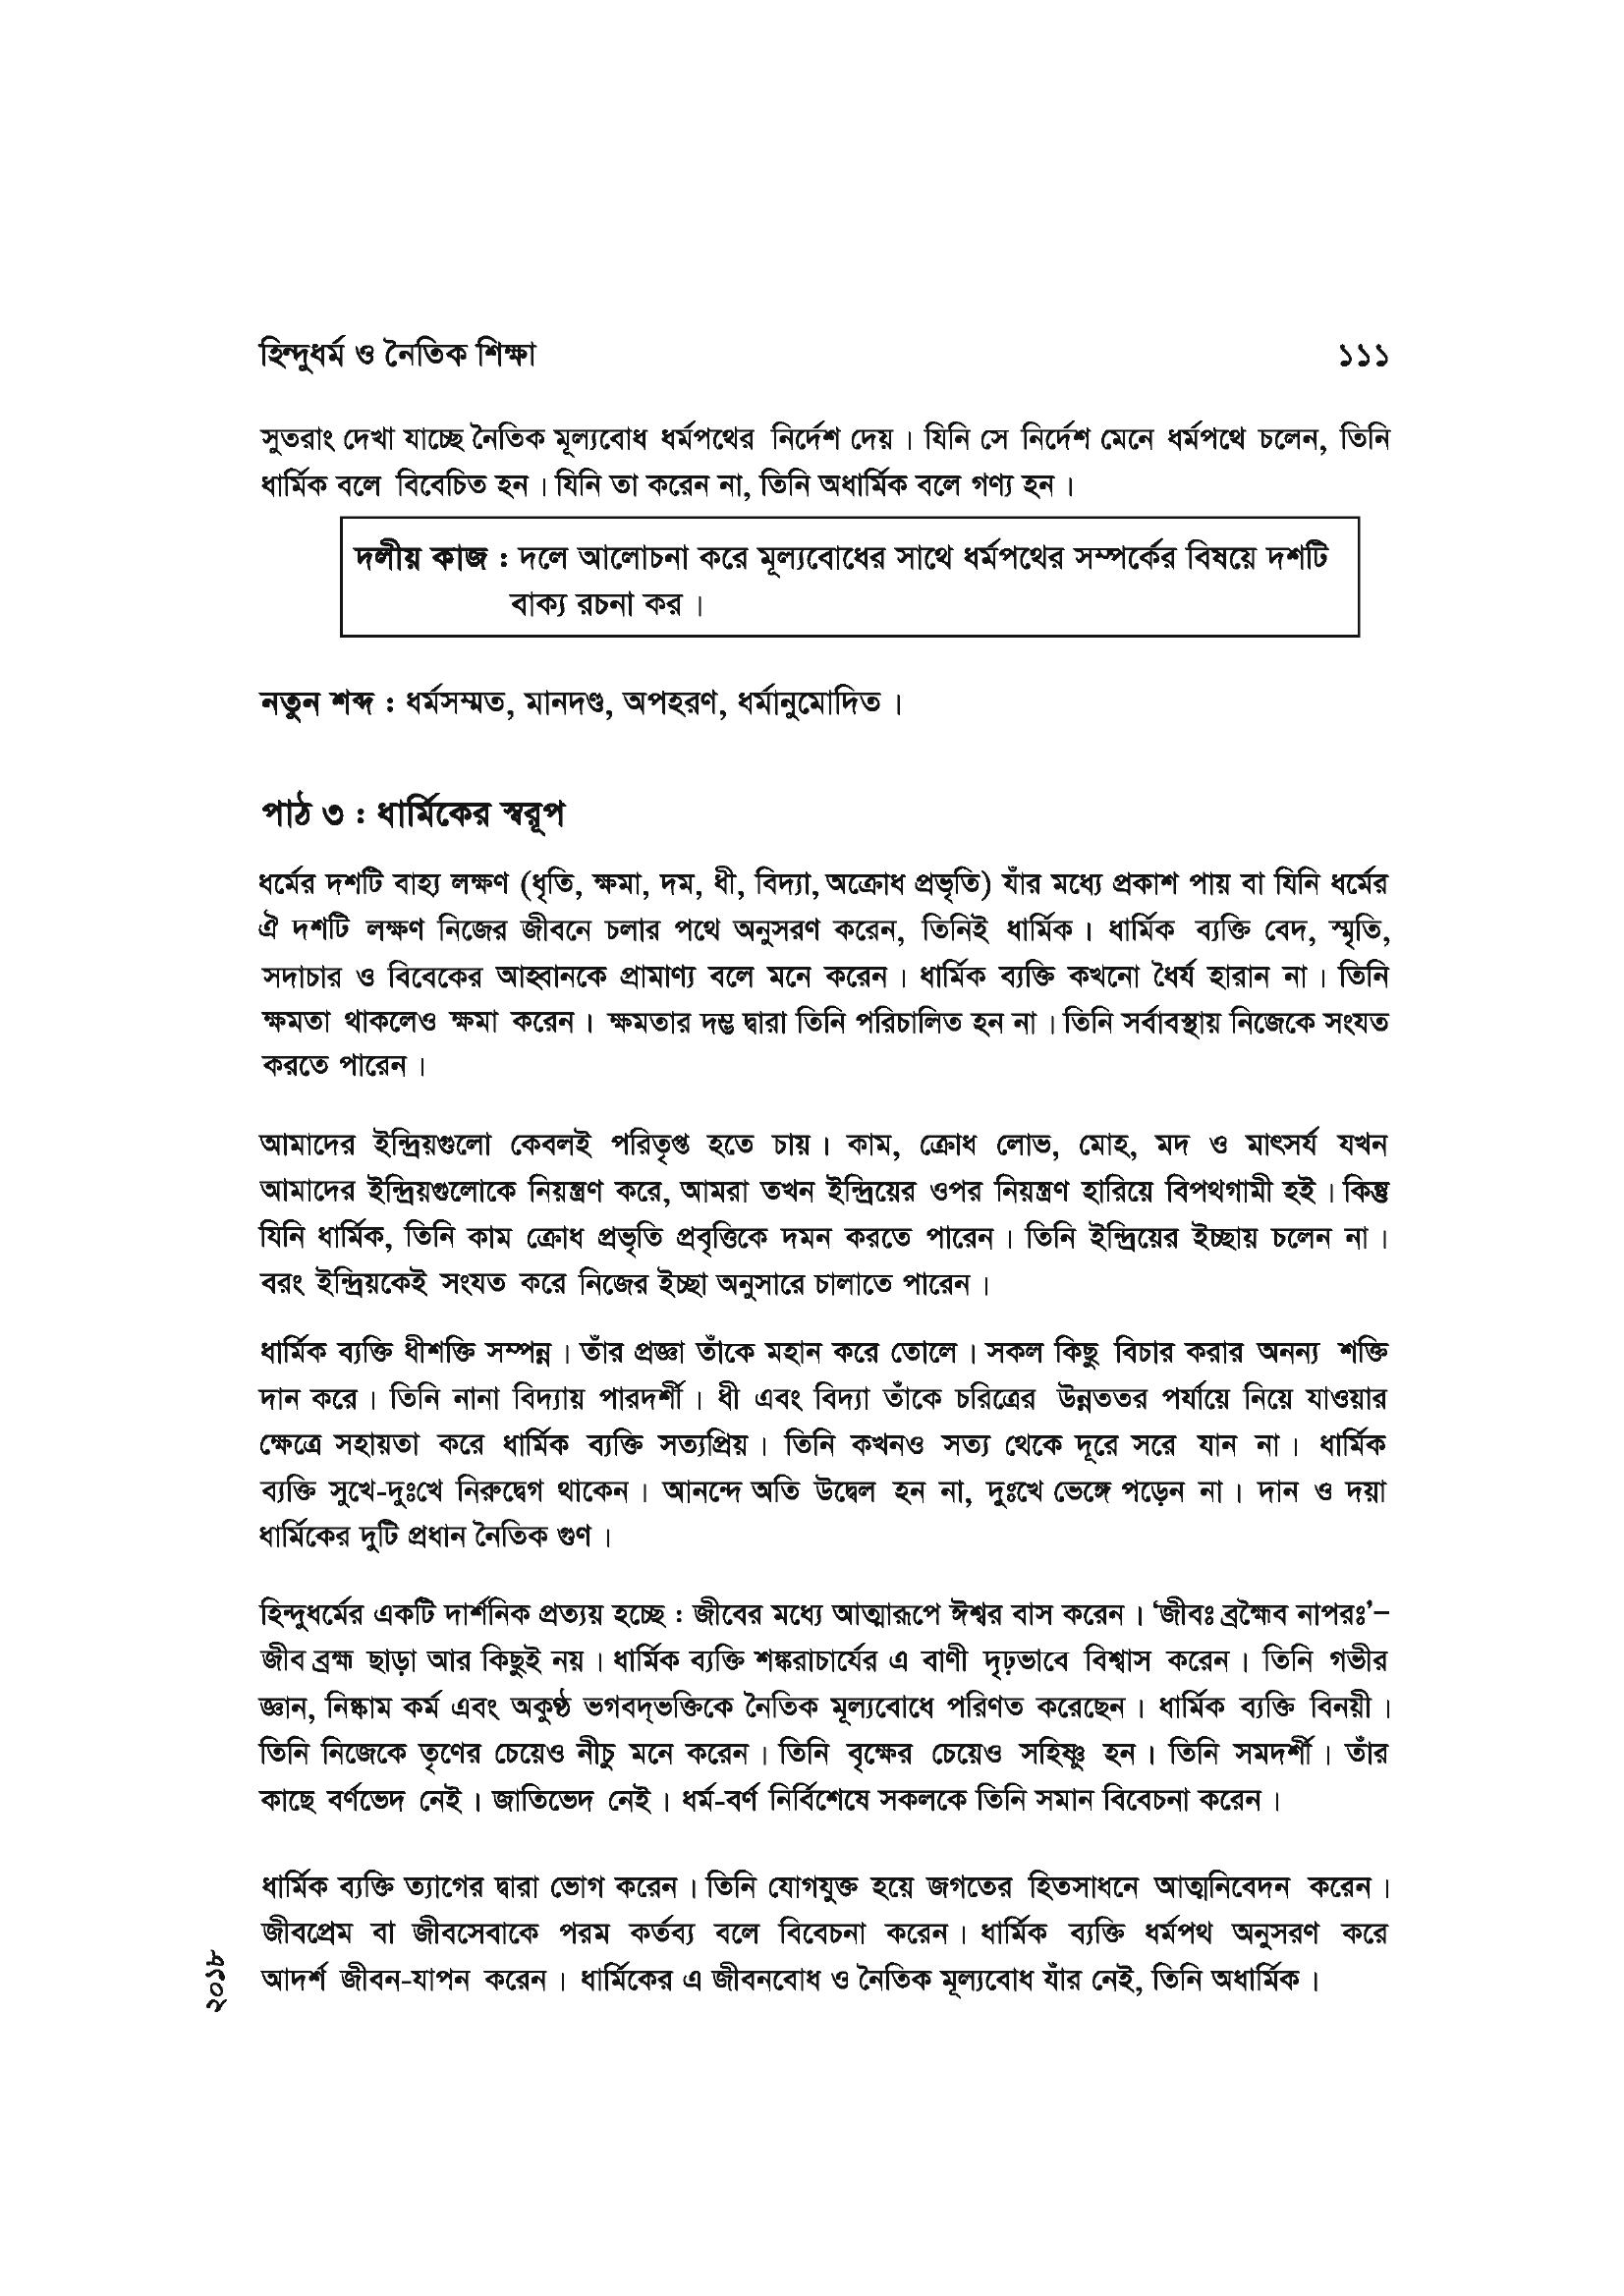 হিন্দুধর্ম ও নৈতিক শিক্ষা ১১১
সুতরাং দেখা যাচ্ছে নৈতিক মূল্যবোধ ধর্মপথের নির্দেশ দেয়। যিনি সে নির্দেশ মেনে ধর্মপথে চলেন, তিনি
ধার্মিক বলে বিবেচিত হন। যিনি তা করেন না, তিনি অধার্মিক বলে গণ্য হন।
দলীয় কাজ : দলে আলোচনা করে মূল্যবোধের সাথে ধর্মপথের সম্পর্কের বিষয়ে দশটি
বাক্য রচনা কর।
নতুন শব্দ : ধর্মসম্মত, মানদণ্ড, অপহরণ, ধর্মানুমোদিত।
পাঠ ৩ : ধার্মিকের স্বরূপ
ধর্মের দশটি বাহ্য লক্ষণ (ধৃতি, ক্ষমা, দম, ধী, বিদ্যা, অক্রোধ প্রভৃতি) যাঁর মধ্যে প্রকাশ পায় বা যিনি ধর্মের
ঐ দশটি লক্ষণ নিজের জীবনে চলার পথে অনুসরণ করেন, তিনিই ধার্মিক। ধার্মিক ব্যক্তি বেদ, স্মৃতি,
সদাচার ও বিবেকের আহ্বানকে প্রামাণ্য বলে মনে করেন। ধার্মিক ব্যক্তি কখনো ধৈর্য হারান না। তিনি
ক্ষমতা থাকলেও ক্ষমা করেন। ক্ষমতার দম্ভ দ্বারা তিনি পরিচালিত হন না। তিনি সর্বাবস্থায় নিজেকে সংযত
করতে পারেন।
আমাদের ইন্দ্রিয়গুলো কেবলই পরিতৃপ্ত হতে চায়। কাম, ক্রোধ লোভ, মোহ, মদ ও মাৎসর্য যখন
আমাদের ইন্দ্রিয়গুলোকে নিয়ন্ত্রণ করে, আমরা তখন ইন্দ্রিয়ের ওপর নিয়ন্ত্রণ হারিয়ে বিপথগামী হই। কিন্তু
যিনি ধার্মিক, তিনি কাম ক্রোধ প্রভৃতি প্রবৃত্তিকে দমন করতে পারেন। তিনি ইন্দ্রিয়ের ইচ্ছায় চলেন না।
বরং ইন্দ্রিয়কেই সংযত করে নিজের ইচ্ছা অনুসারে চালাতে পারেন।
ধার্মিক ব্যক্তি ধীশক্তি সম্পন্ন। তাঁর প্রজ্ঞা তাঁকে মহান করে তোলে। সকল কিছু বিচার করার অনন্য শক্তি
দান করে। তিনি নানা বিদ্যায় পারদর্শী। ধী এবং বিদ্যা তাঁকে চরিত্রের উন্নততর পর্যায়ে নিয়ে যাওয়ার
ক্ষেত্রে সহায়তা করে ধার্মিক ব্যক্তি সত্যপ্রিয়। তিনি কখনও সত্য থেকে দূরে সরে যান না। ধার্মিক
ব্যক্তি সুখে-দুঃখে নিরুদ্বেগ থাকেন। আনন্দে অতি উদ্বেল হন না, দুঃখে ভেঙ্গে পড়েন না। দান ও দয়া
ধার্মিকের দুটি প্রধান নৈতিক গুণ।
হিন্দুধর্মের একটি দার্শনিক প্রত্যয় হচ্ছে : জীবের মধ্যে আত্মারূপে ঈশ্বর বাস করেন। ‘জীবঃ ব্রহ্মৈব নাপরঃ’–
জীব ব্রহ্ম ছাড়া আর কিছুই নয়। ধার্মিক ব্যক্তি শঙ্করাচার্যের এ বাণী দৃঢ়ভাবে বিশ্বাস করেন। তিনি গভীর
জ্ঞান, নিষ্কাম কর্ম এবং অকুণ্ঠ ভগবদ্‌ভক্তিকে নৈতিক মূল্যবোধে পরিণত করেছেন। ধার্মিক ব্যক্তি বিনয়ী।
তিনি নিজেকে তৃণের চেয়েও নীচু মনে করেন। তিনি বৃক্ষের চেয়েও সহিষ্ণু হন। তিনি সমদর্শী। তাঁর
কাছে বর্ণভেদ নেই। জাতিভেদ নেই। ধর্ম-বর্ণ নির্বিশেষে সকলকে তিনি সমান বিবেচনা করেন।
ধার্মিক ব্যক্তি ত্যাগের দ্বারা ভোগ করেন। তিনি যোগযুক্ত হয়ে জগতের হিতসাধনে আত্মনিবেদন করেন।
জীবপ্রেম বা জীবসেবাকে পরম কর্তব্য বলে বিবেচনা করেন। ধার্মিক ব্যক্তি ধর্মপথ অনুসরণ করে
আদর্শ জীবন-যাপন করেন। ধার্মিকের এ জীবনবোধ ও নৈতিক মূল্যবোধ যাঁর নেই, তিনি অধার্মিক।
২০১৮